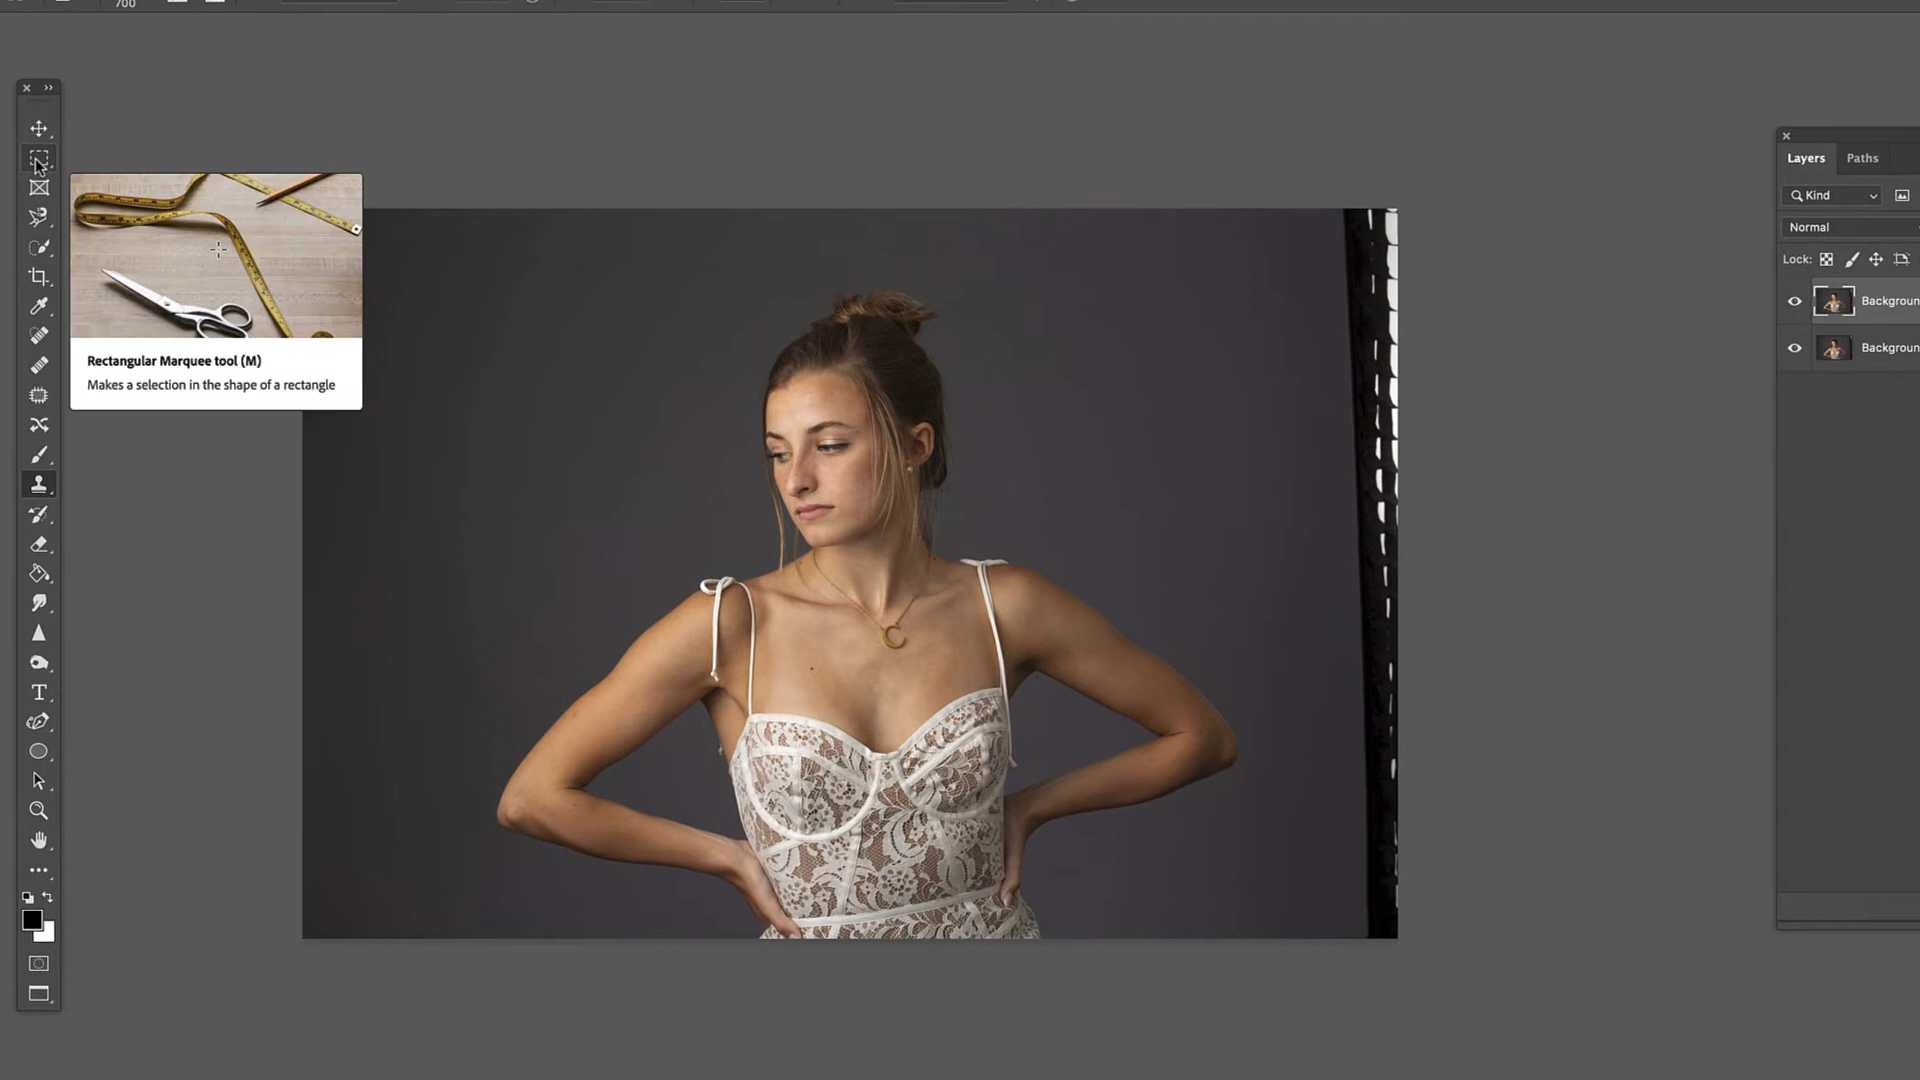 700
Layers
Paths
Kind
Normal
Lock:
Backgroun
Backgroun
Rectangular Marquee tool (M)
Makes a selection in the shape of a rectangle
T
C